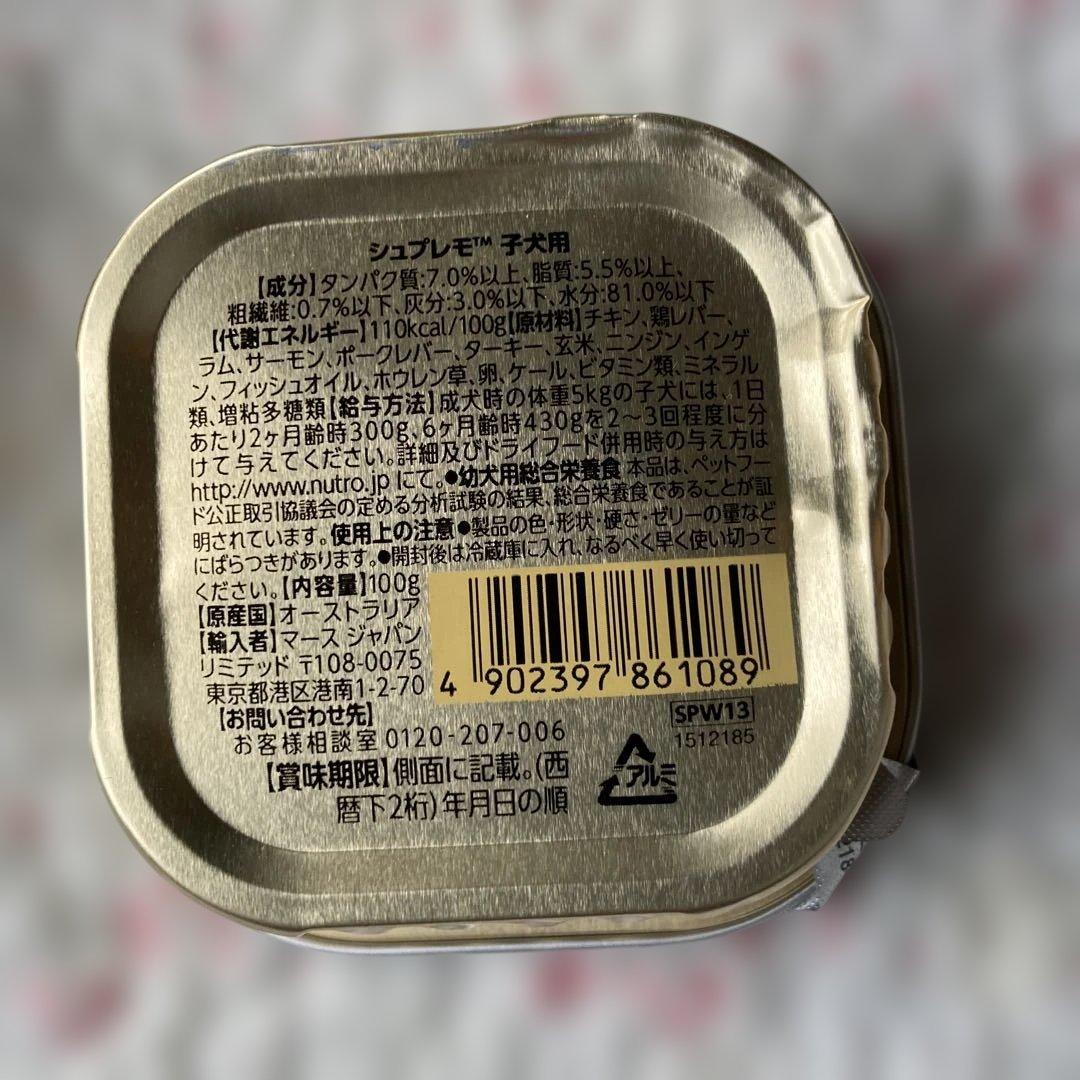 シュプレモ™ 子犬用
【成分】タンパク質:7.0%以上、脂質:5.5%以上、
粗繊維:0.7%以下、灰分:3.0%以下、水分:81.0%以下
【代謝エネルギー】110kcal/100g【原材料】チキン、鶏レバー、
ラム、サーモン、ポークレバー、ターキー、玄米、ニンジン、インゲ
ン、フィッシュオイル、ホウレン草、卵、ケール、ビタミン類、ミネラル
類、増粘多糖類【給与方法】成犬時の体重5kgの子犬には、1日
あたり2ヶ月齢時300g、6ヶ月齢時430gを2〜3回程度に分
けて与えてください。詳細及びドライフード併用時の与え方は
http://www.nutro.jp にて。●幼犬用総合栄養食 本品は、ペットフー
ド公正取引協議会の定める分析試験の結果、総合栄養食であることが証
明されています。使用上の注意●製品の色・形状・硬さ・ゼリーの量など
にばらつきがあります。●開封後は冷蔵庫に入れ、なるべく早く使い切って
ください。【内容量】100g
【原産国】オーストラリア
【輸入者】マース ジャパン
リミテッド 〒108-0075
東京都港区港南1-2-70
【お問い合わせ先】
お客様相談室 0120-207-006
【賞味期限】側面に記載。(西
暦下2桁)年月日の順
4 902397 861089
SPW13
1512185
アルミ